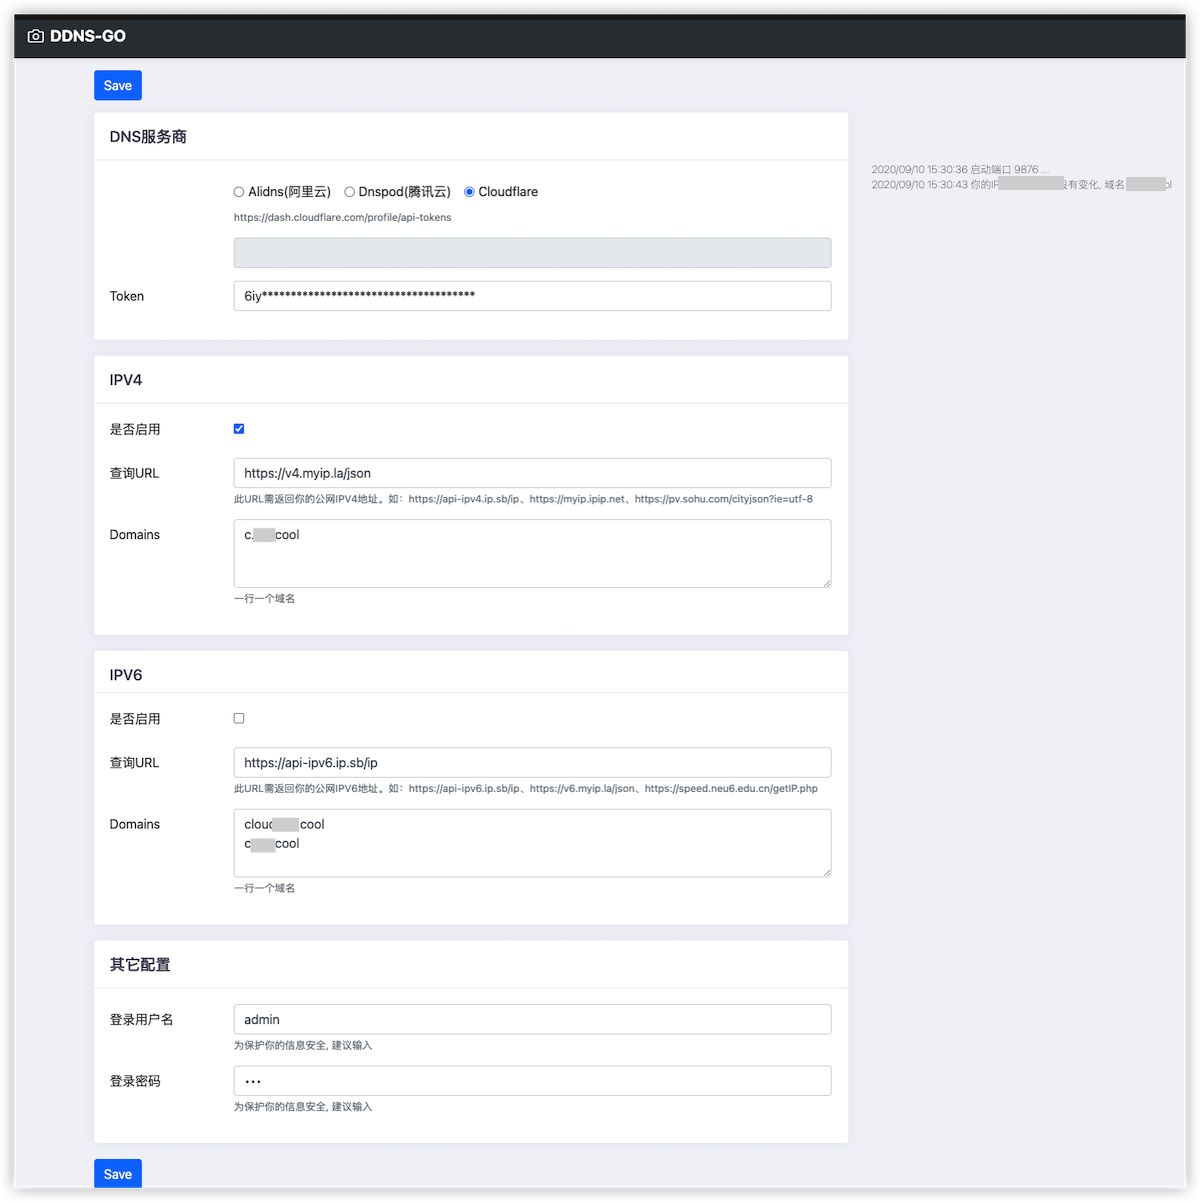 DDNS-GO
Save
DNS服务商
Alidns(阿里云) Dnspod(腾讯云) Cloudflare
https://dash.cloudflare.com/profile/api-tokens
Token 6iy**************************************
2020/09/10 15:30:36 启动端口 9876 ...
2020/09/10 15:30:43 你的IP 没有变化, 域名 ol
IPV4
是否启用
查询URL https://v4.myip.la/json
此URL需返回你的公网IPV4地址。如：https://api-ipv4.ip.sb/ip、https://myip.ipip.net、https://pv.sohu.com/cityjson?ie=utf-8
Domains c. cool
一行一个域名
IPV6
是否启用
查询URL https://api-ipv6.ip.sb/ip
此URL需返回你的公网IPV6地址。如：https://api-ipv6.ip.sb/ip、https://v6.myip.la/json、https://speed.neu6.edu.cn/getIP.php
Domains clouc cool
c cool
一行一个域名
其它配置
登录用户名 admin
为保护你的信息安全, 建议输入
登录密码 •••
为保护你的信息安全, 建议输入
Save